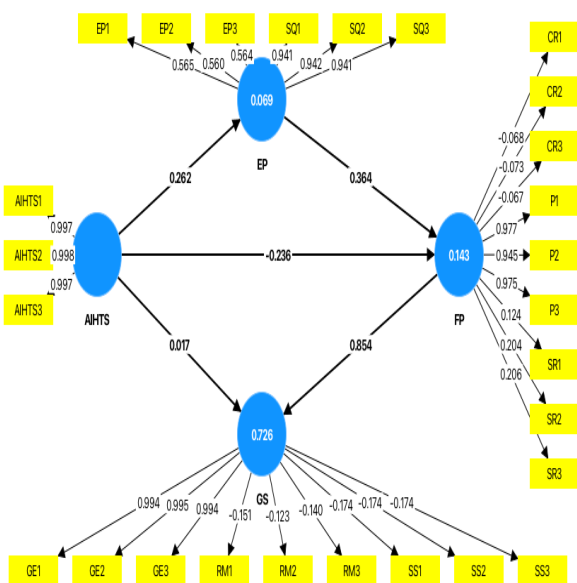 EP1 EP2 EP3 SQ1 SQ2 SQ3
0.565 0.560 0.564 0.941 0.942 0.941
0.069
EP
CR1
CR2
CR3
P1
P2
P3
SR1
SR2
SR3
-0.068
-0.073
-0.067
0.977
0.945
0.975
0.124
0.204
0.206
0.262
0.364
AIHTS1
AIHTS2
AIHTS3
0.997
0.998
0.997
AIHTS
-0.236
0.143
FP
0.017
0.854
0.726
GS
0.994 0.995 0.994 -0.151 -0.123 -0.140 -0.174 -0.174 -0.174
GE1 GE2 GE3 RM1 RM2 RM3 SS1 SS2 SS3